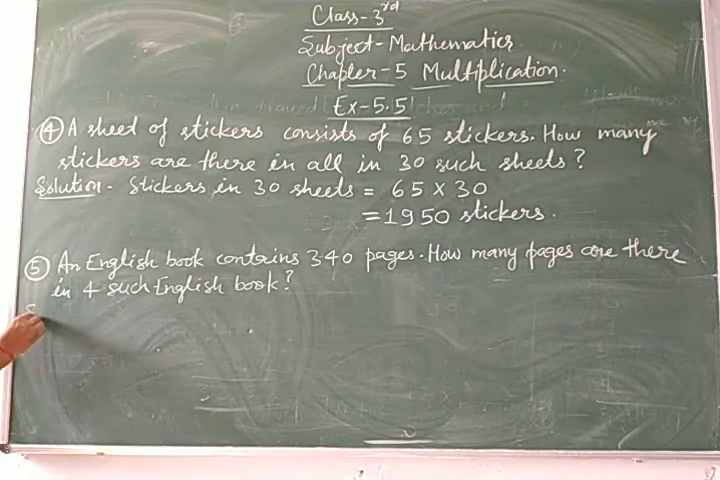 Class-3rd
Subject-Mathematics
Chapter-5 Multiplication.
Ex-5.5
④ A sheet of stickers consists of 65 stickers. How many
stickers are there in all in 30 such sheets?
Solution - Stickers in 30 sheets = 65 × 30
= 1950 stickers.
⑤ An English book contains 340 pages. How many pages are there
in 4 such English book?
S